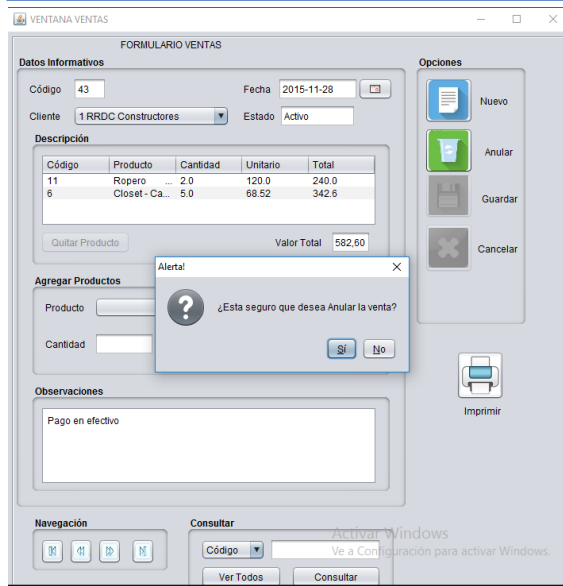 VENTANA VENTAS
FORMULARIO VENTAS
Datos Informativos
Código 43 Fecha 2015-11-28
Cliente 1 RRDC Constructores Estado Activo
Descripción
Código Producto Cantidad Unitario Total
11 Ropero ... 2.0 120.0 240.0
6 Closet - Ca... 5.0 68.52 342.6
Quitar Producto Valor Total 582,60
Agregar Productos
Producto
Cantidad
Alerta!
¿Esta seguro que desea Anular la venta?
Sí No
Observaciones
Pago en efectivo
Navegación
Consultar
Código
Ver Todos Consultar
Opciones
Nuevo
Anular
Guardar
Cancelar
Imprimir
Activar Windows
Ve a Configuración para activar Windows.